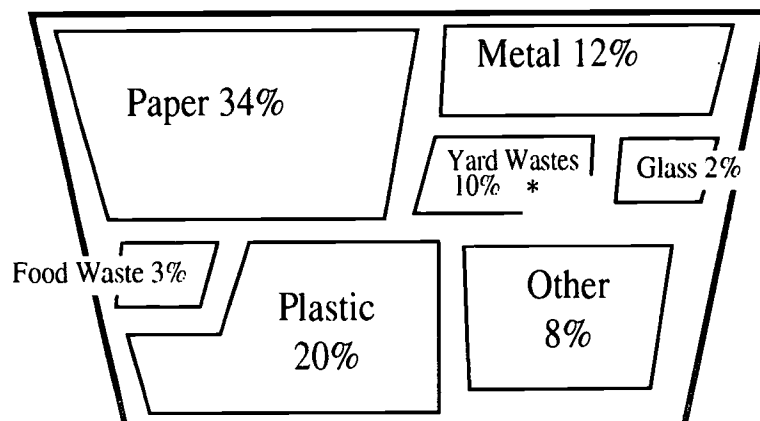 Paper 34%
Metal 12%
Yard Wastes
10% *
Glass 2%
Food Waste 3%
Plastic
20%
Other
8%